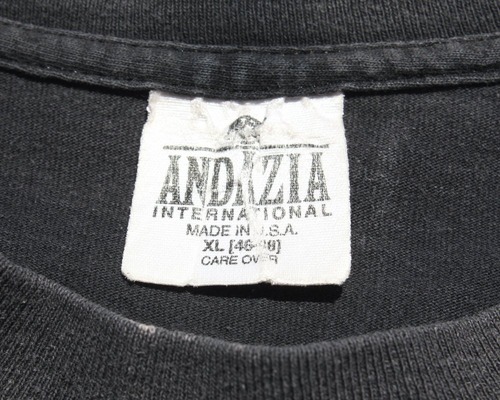 ANDAZIA
INTERNATIONAL
MADE IN U.S.A.
XL [46-48]
CARE OVER